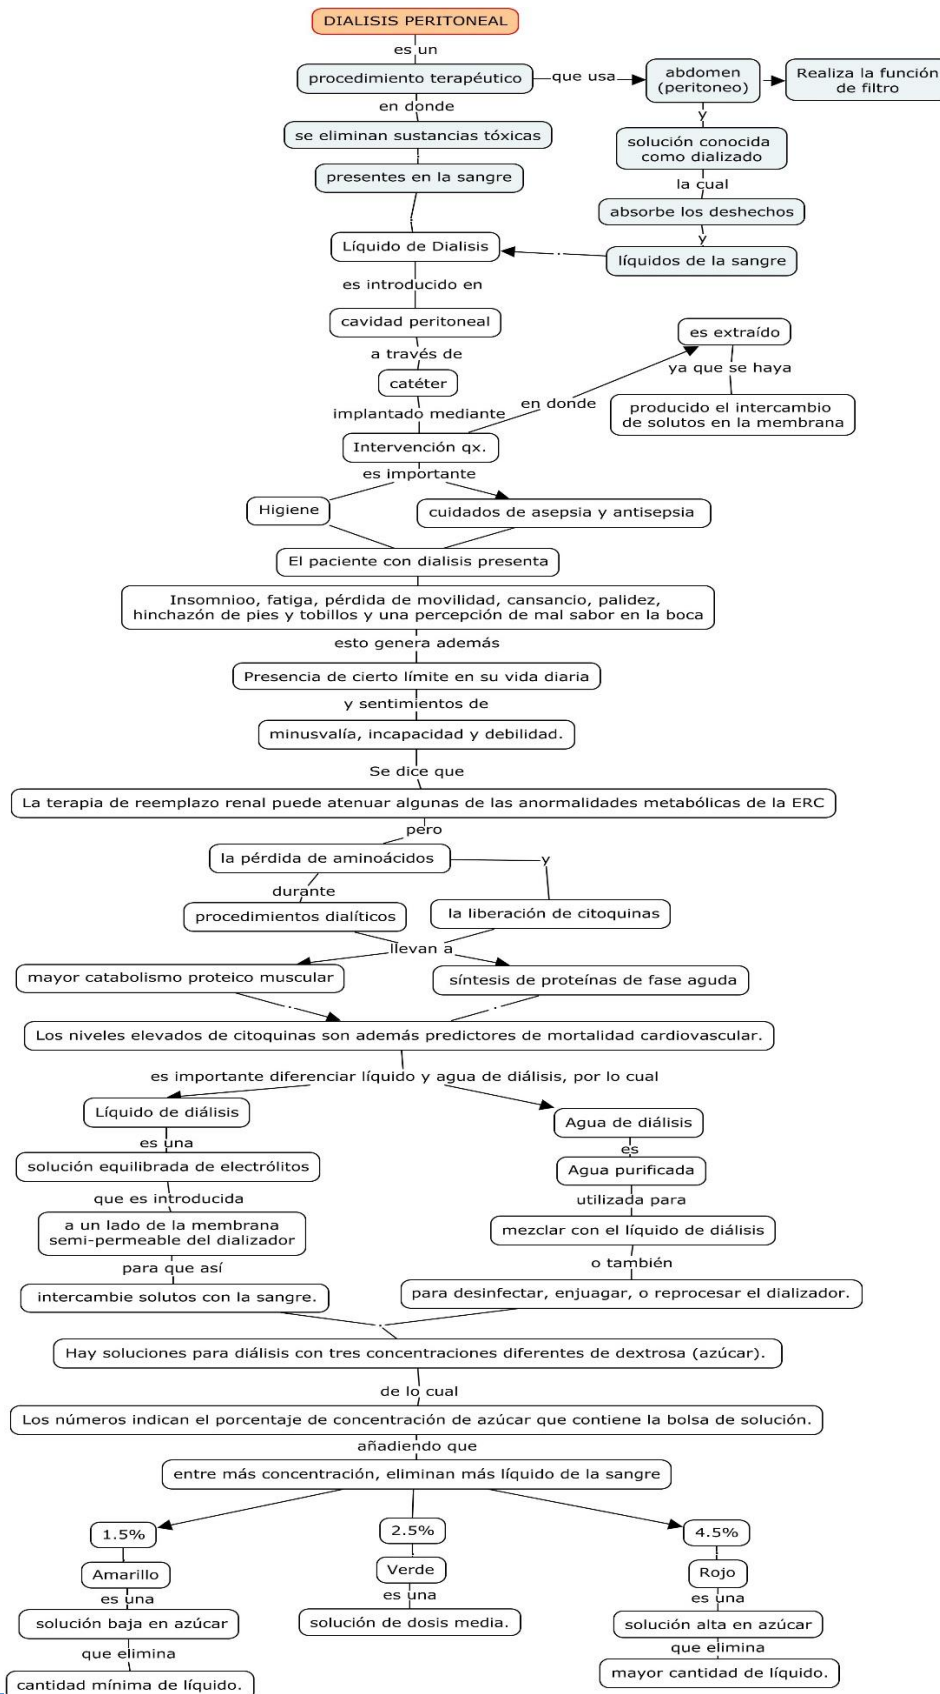 DIALISIS PERITONEAL
es un
procedimiento terapéutico
que usa
abdomen
(peritoneo)
Realiza la función
de filtro
en donde
y
se eliminan sustancias tóxicas
solución conocida
como dializado
presentes en la sangre
la cual
absorbe los deshechos
y
Líquido de Dialisis
líquidos de la sangre
es introducido en
cavidad peritoneal
es extraído
a través de
ya que se haya
catéter
en donde
producido el intercambio
de solutos en la membrana
implantado mediante
Intervención qx.
es importante
Higiene
cuidados de asepsia y antisepsia
El paciente con dialisis presenta
Insomnioo, fatiga, pérdida de movilidad, cansancio, palidez,
hinchazón de pies y tobillos y una percepción de mal sabor en la boca
esto genera además
Presencia de cierto límite en su vida diaria
y sentimientos de
minusvalía, incapacidad y debilidad.
Se dice que
La terapia de reemplazo renal puede atenuar algunas de las anormalidades metabólicas de la ERC
pero
la pérdida de aminoácidos
y
durante
procedimientos dialíticos
la liberación de citoquinas
llevan a
mayor catabolismo proteico muscular
síntesis de proteínas de fase aguda
Los niveles elevados de citoquinas son además predictores de mortalidad cardiovascular.
es importante diferenciar líquido y agua de diálisis, por lo cual
Líquido de diálisis
Agua de diálisis
es una
es
solución equilibrada de electrólitos
Agua purificada
que es introducida
utilizada para
a un lado de la membrana
semi-permeable del dializador
mezclar con el líquido de diálisis
para que así
o también
intercambie solutos con la sangre.
para desinfectar, enjuagar, o reprocesar el dializador.
Hay soluciones para diálisis con tres concentraciones diferentes de dextrosa (azúcar).
de lo cual
Los números indican el porcentaje de concentración de azúcar que contiene la bolsa de solución.
añadiendo que
entre más concentración, eliminan más líquido de la sangre
1.5%
2.5%
4.5%
Amarillo
Verde
Rojo
es una
es una
es una
solución baja en azúcar
solución de dosis media.
solución alta en azúcar
que elimina
que elimina
cantidad mínima de líquido.
mayor cantidad de líquido.